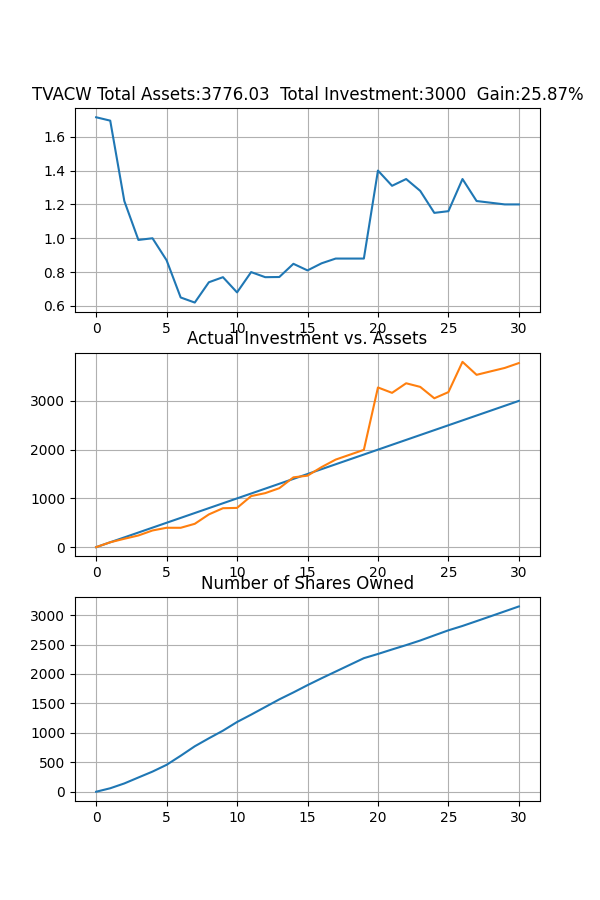 TVACW Total Assets:3776.03  Total Investment:3000  Gain:25.87%
1.6
1.4
1.2
1.0
0.8
0.6
0 5 10 15 20 25 30
Actual Investment vs. Assets
3000
2000
1000
0
0 5 10 15 20 25 30
Number of Shares Owned
3000
2500
2000
1500
1000
500
0
0 5 10 15 20 25 30